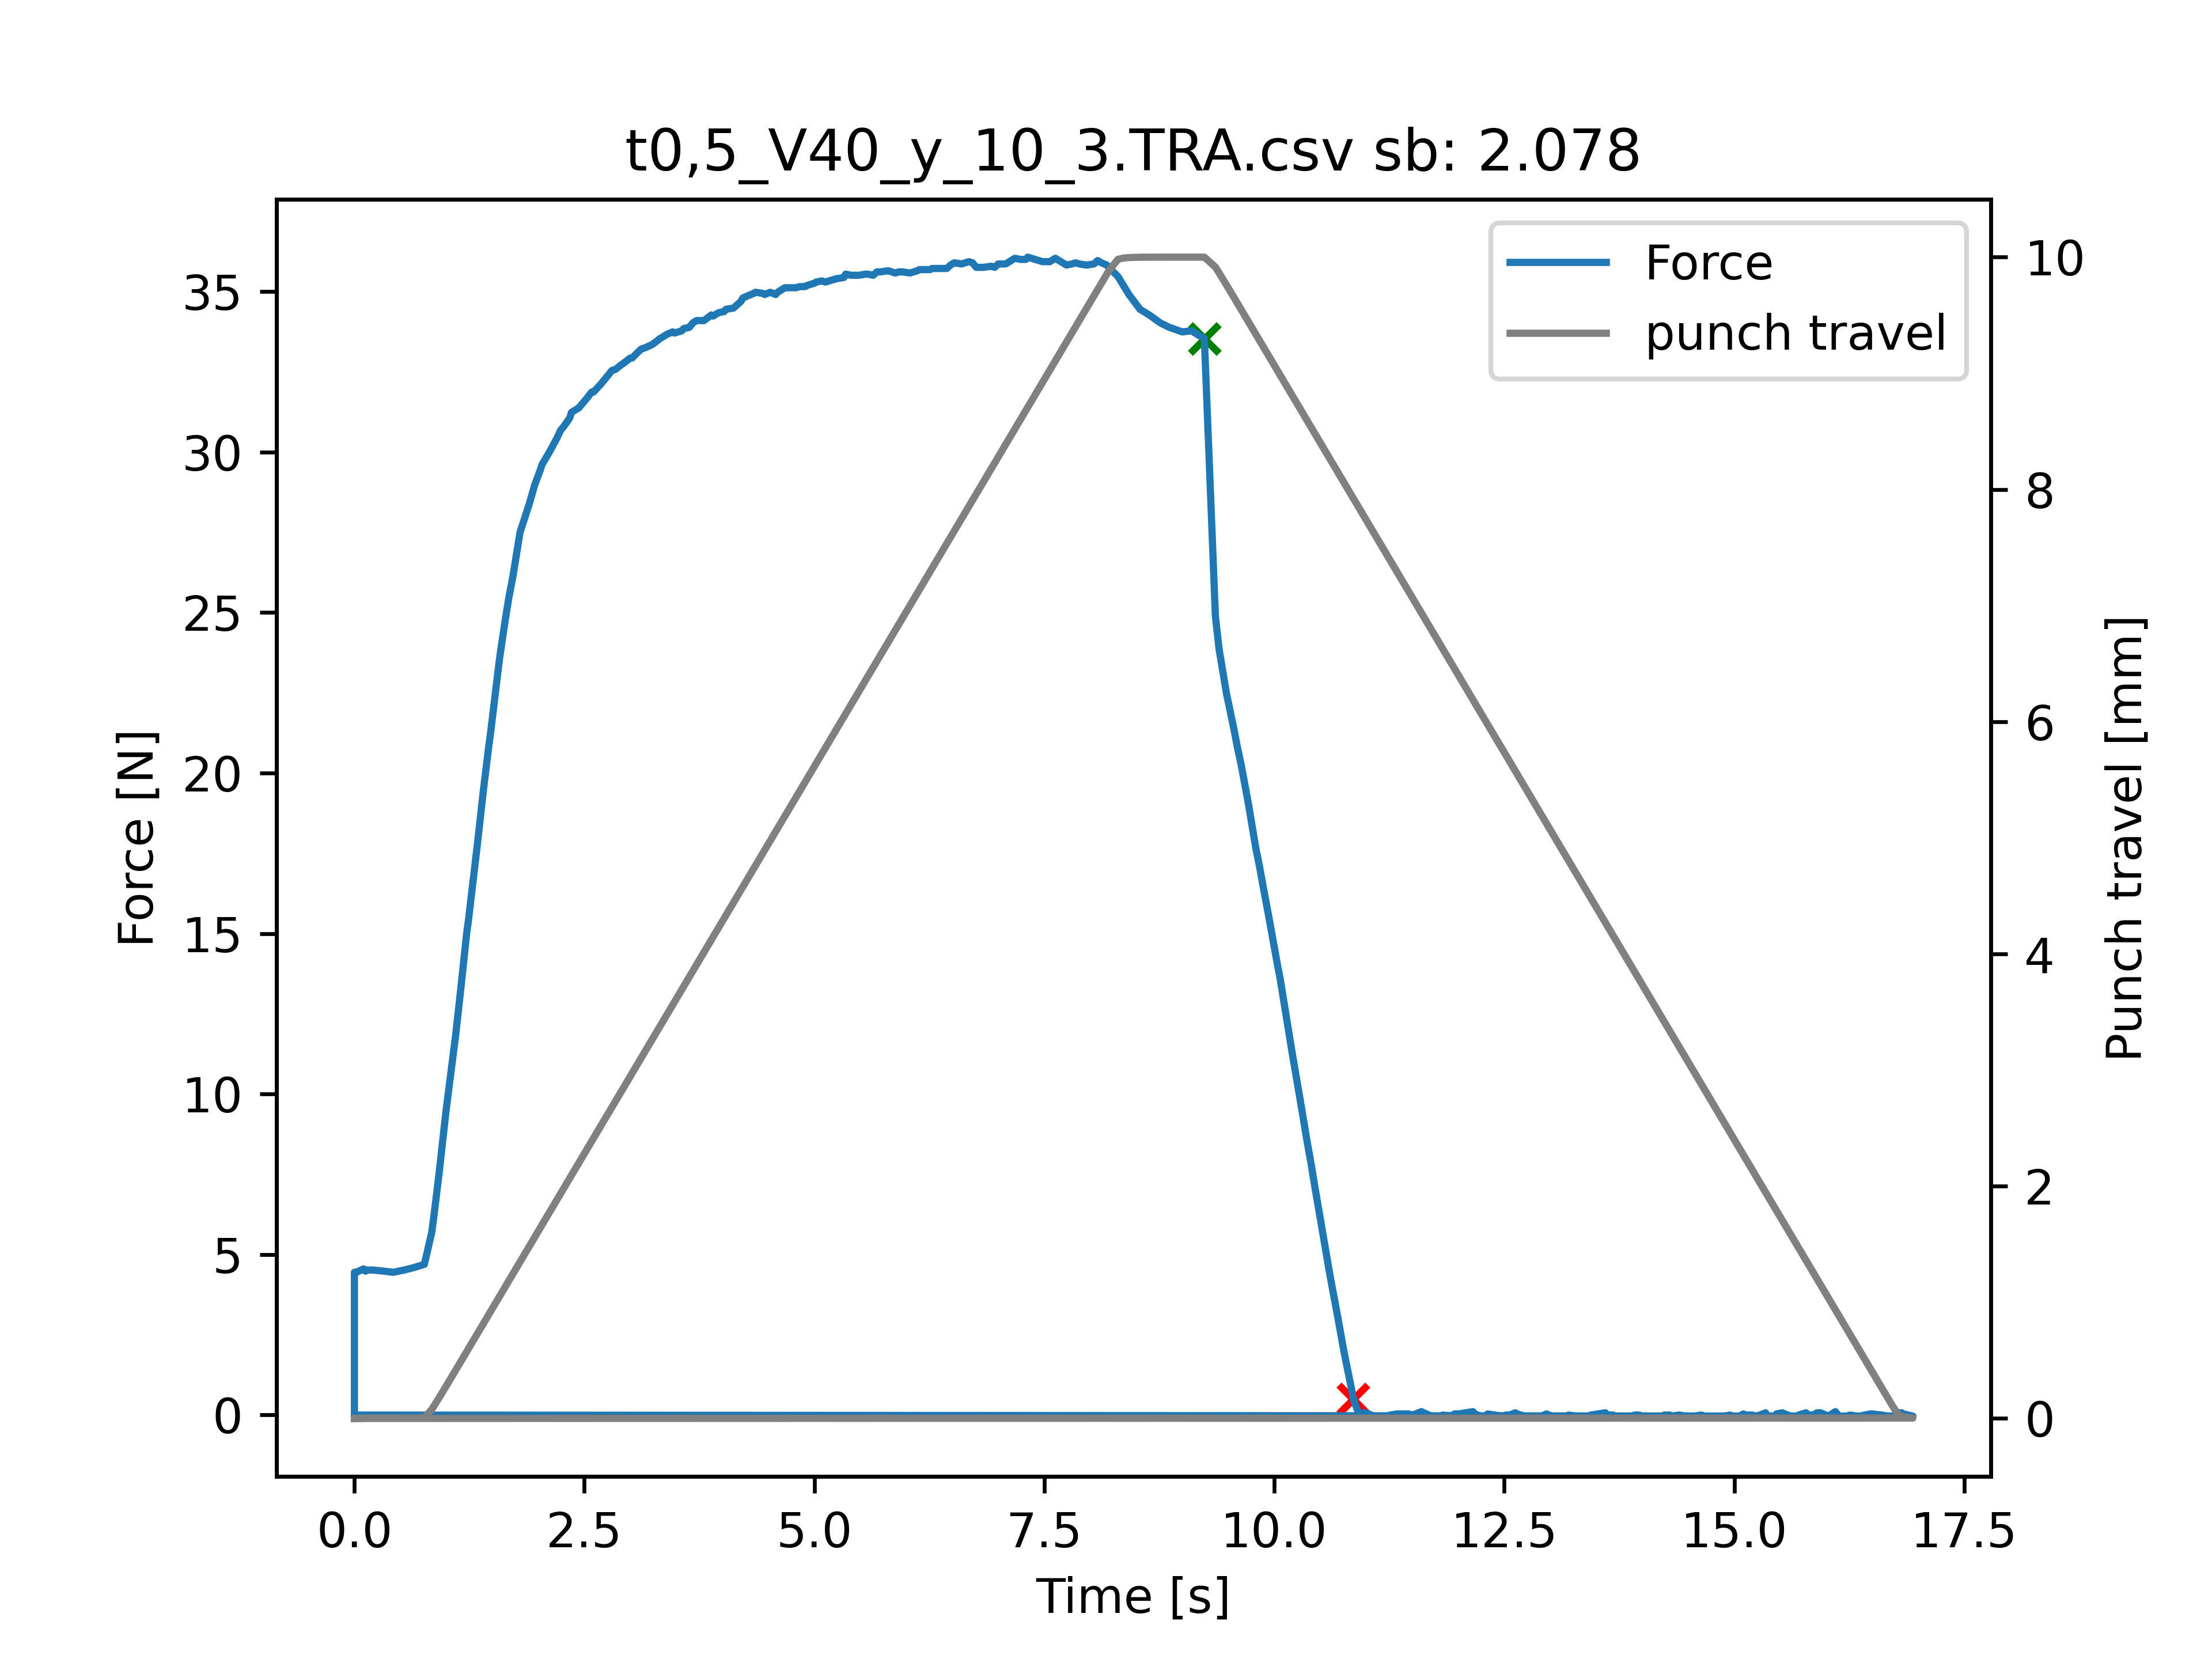 t0,5_V40_y_10_3.TRA.csv sb: 2.078
Force
punch travel
Force [N]
35
30
25
20
15
10
5
0
10
8
6
4
2
0
Punch travel [mm]
0.0 2.5 5.0 7.5 10.0 12.5 15.0 17.5
Time [s]